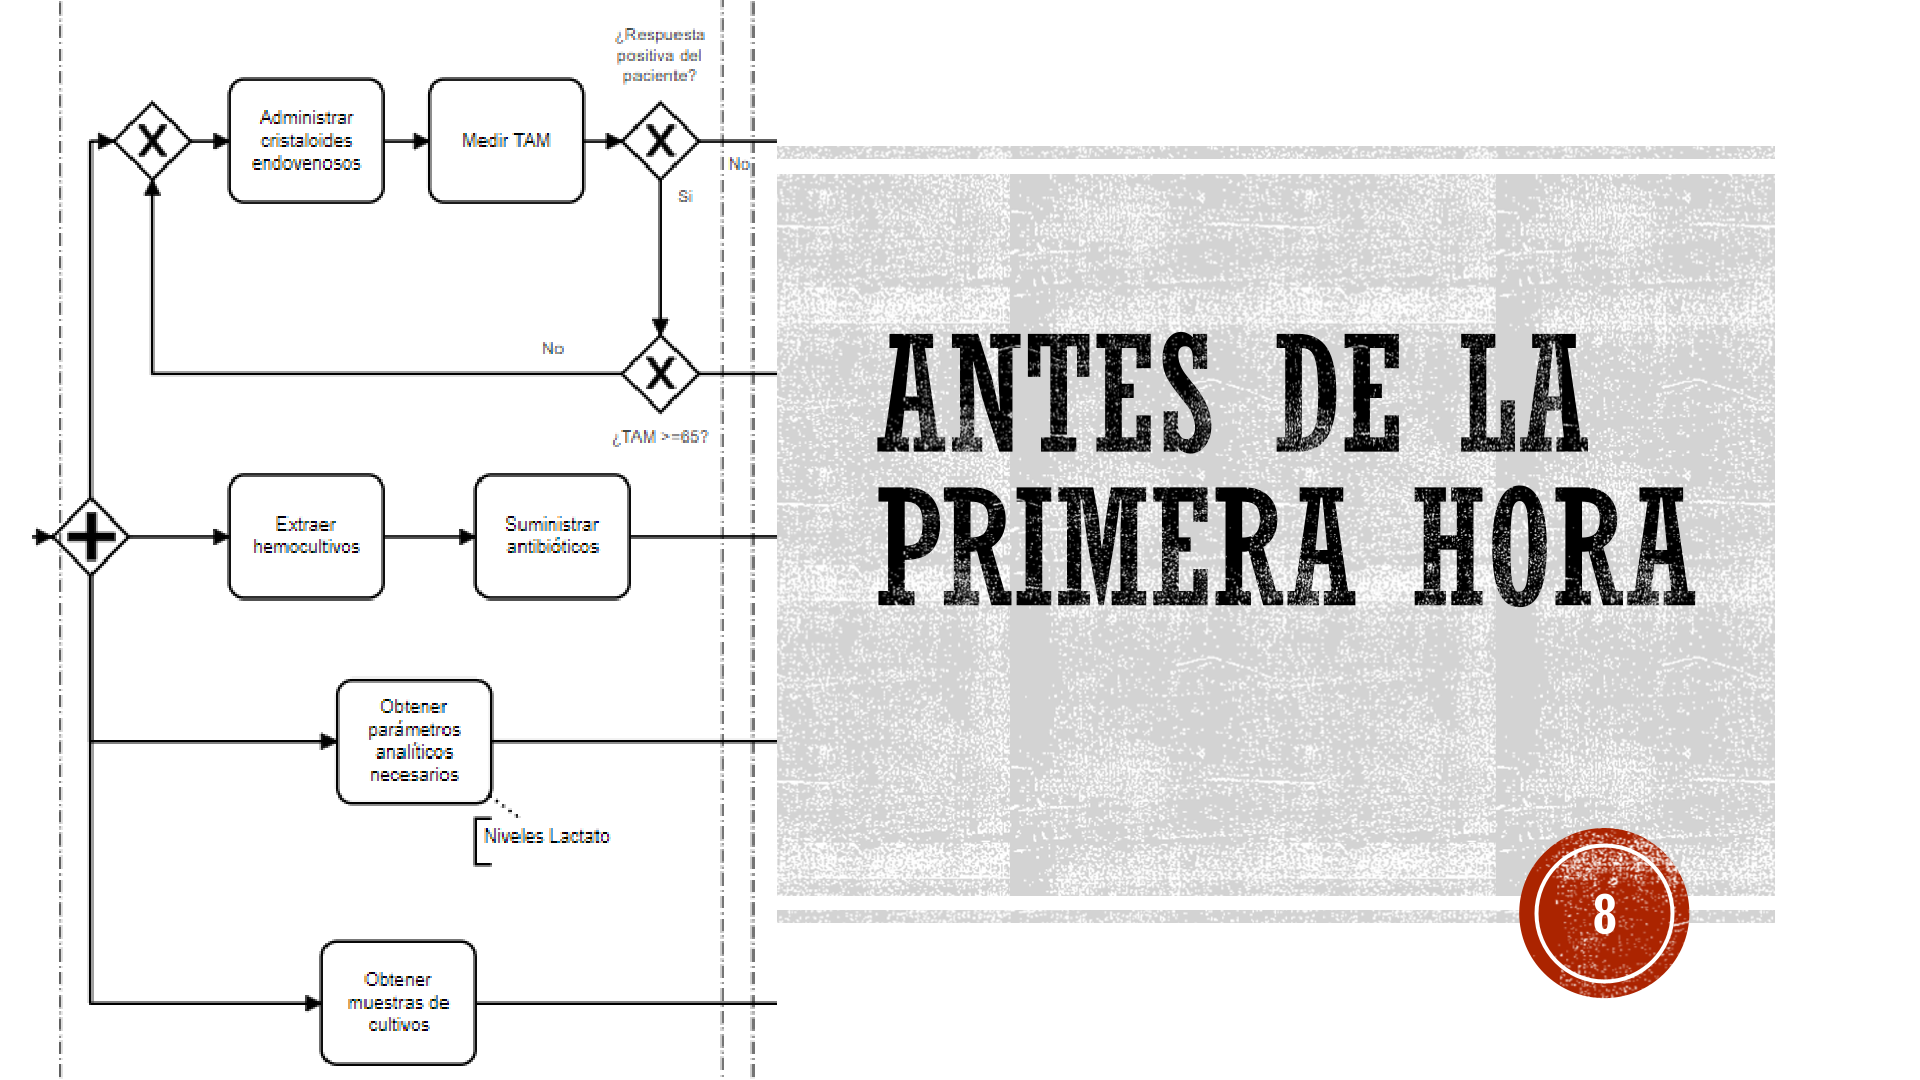 ¿Respuesta
positiva del
paciente?
Administrar
cristaloides
endovenosos
Medir TAM
No
Si
No
¿TAM >=65?
Extraer
hemocultivos
Suministrar
antibióticos
Obtener
parámetros
analíticos
necesarios
Niveles Lactato
Obtener
muestras de
cultivos
ANTES DE LA
PRIMERA HORA
8